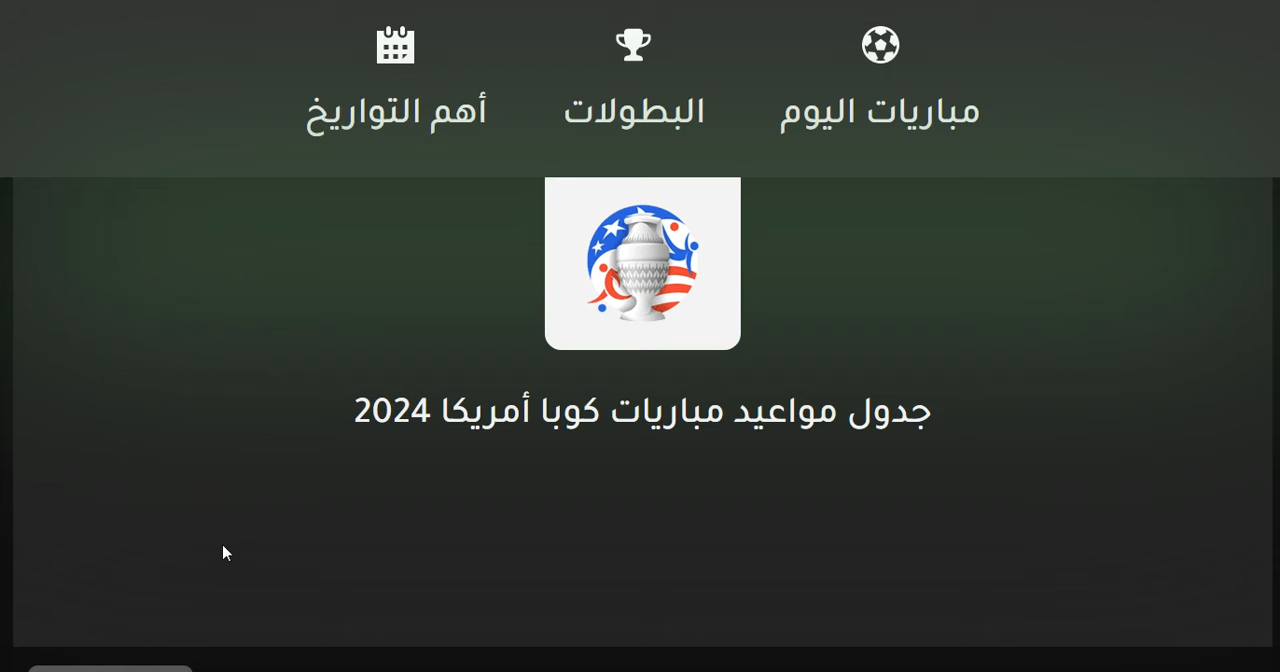 مباريات اليوم
البطولات
أهم التواريخ
جدول مواعيد مباريات كوبا أمريكا 2024